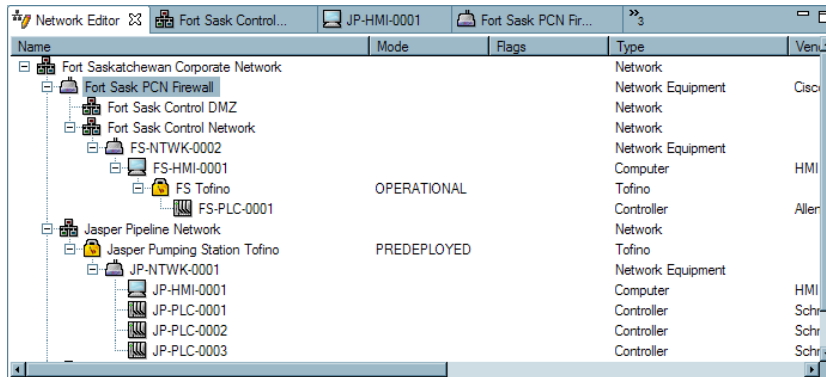 Network Editor Fort Sask Control... JP-HMI-0001 Fort Sask PCN Fir... »3
Name Mode Flags Type
Fort Saskatchewan Corporate Network Network
Fort Sask PCN Firewall Network Equipment Cisc
Fort Sask Control DMZ Network
Fort Sask Control Network Network
FS-NTWK-0002 Network Equipment
FS-HMI-0001 Computer HMI
FS Tofino OPERATIONAL Tofino
FS-PLC-0001 Controller Aller
Jasper Pipeline Network Network
Jasper Pumping Station Tofino PREDEPLOYED Tofino
JP-NTWK-0001 Network Equipment
JP-HMI-0001 Computer HMI
JP-PLC-0001 Controller Schr
JP-PLC-0002 Controller Schr
JP-PLC-0003 Controller Schr